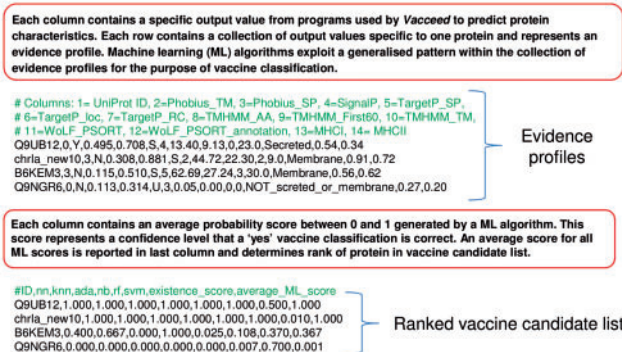 Each column contains a specific output value from programs used by Vacceed to predict protein
characteristics. Each row contains a collection of output values specific to one protein and represents an
evidence profile. Machine learning (ML) algorithms exploit a generalised pattern within the collection of
evidence profiles for the purpose of vaccine classification.
# Columns: 1= UniProt ID, 2=Phobius_TM, 3=Phobius_SP, 4=SignalP, 5=TargetP_SP,
# 6=TargetP_loc, 7=TargetP_RC, 8=TMHMM_AA, 9=TMHMM_First60, 10=TMHMM_TM,
# 11=WoLF_PSORT, 12=WoLF_PSORT_annotation, 13=MHCI, 14= MHCII
Q9UB12,0,Y,0.495,0.708,S,4,13.40,9.13,0,23.0,Secreted,0.54,0.34
chrIa_new10,3,N,0.308,0.881,S,2,44.72,22.30,2,9.0,Membrane,0.91,0.72
B6KEM3,3,N,0.115,0.510,S,5,62.69,27.24,3,30.0,Membrane,0.56,0.62
Q9NGR6,0,N,0.113,0.314,U,3,0.05,0.00,0,0,NOT_screted_or_membrane,0.27,0.20
Evidence
profiles
Each column contains an average probability score between 0 and 1 generated by a ML algorithm. This
score represents a confidence level that a ‘yes’ vaccine classification is correct. An average score for all
ML scores is reported in last column and determines rank of protein in vaccine candidate list.
#ID,nn,knn,ada,nb,rf,svm,existence_score,average_ML_score
Q9UB12,1.000,1.000,1.000,1.000,1.000,1.000,0.500,1.000
chrIa_new10,1.000,1.000,1.000,1.000,1.000,1.000,0.010,1.000
B6KEM3,0.400,0.667,0.000,1.000,0.025,0.108,0.370,0.367
Q9NGR6,0.000,0.000,0.000,0.000,0.000,0.007,0.700,0.001
Ranked vaccine candidate list